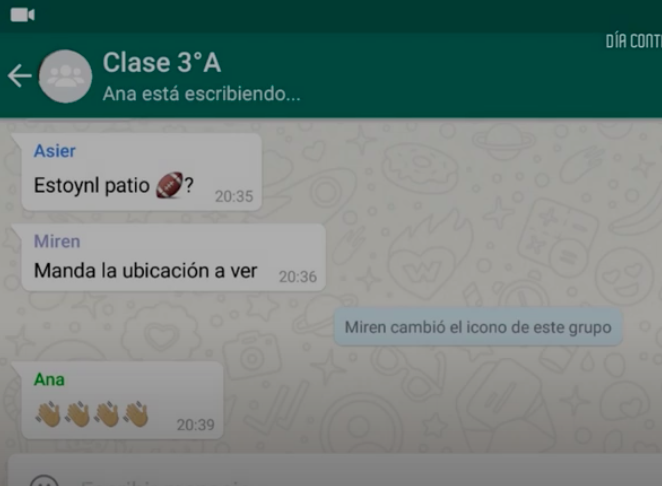 DÍA CONT
Clase 3°A
Ana está escribiendo...
Asier
Estoynl patio 🏈?
20:35
Miren
Manda la ubicación a ver
20:36
Miren cambió el icono de este grupo
Ana
👋👋👋👋
20:39